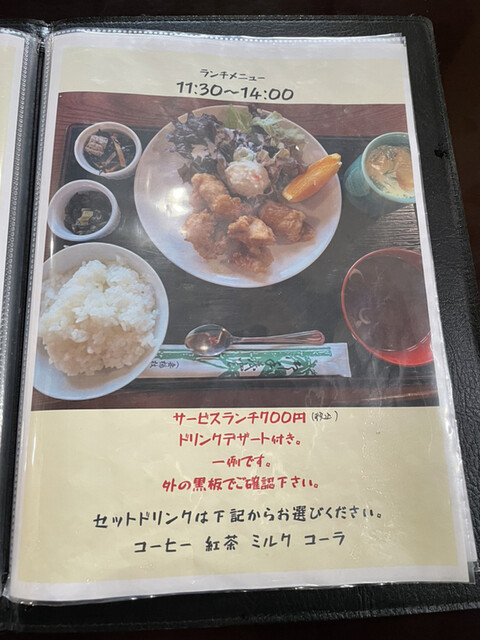 ランチメニュー
11:30〜14:00
サービスランチ700円(税込)
ドリンクデザート付き。
一例です。
外の黒板でご確認下さい。
セットドリンクは下記からお選びください。
コーヒー 紅茶 ミルク コーラ